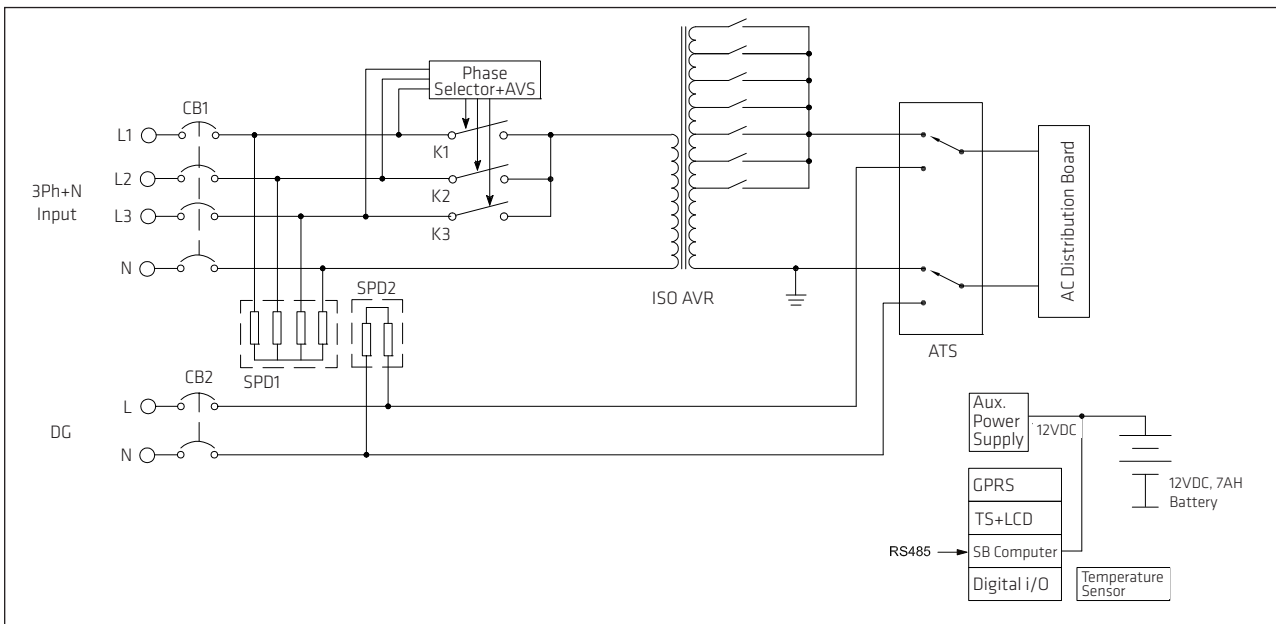 Phase
Selector+AVS
CB1
L1
K1
L2
3Ph+N
Input
K2
L3
K3
N
ISO AVR
AC Distribution Board
SPD2
ATS
SPD1
CB2
L
DG
N
Aux.
Power
Supply
12VDC
12VDC, 7AH
Battery
GPRS
TS+LCD
RS485
SB Computer
Digital i/O
Temperature
Sensor